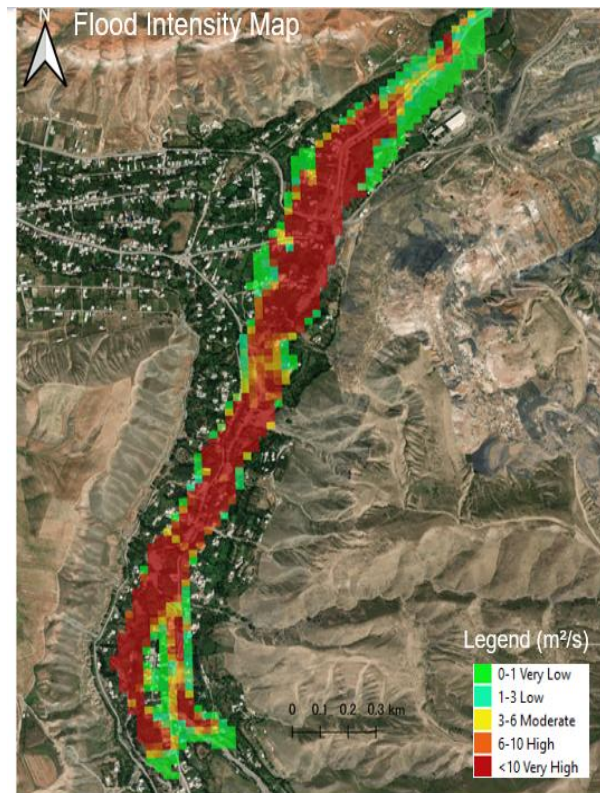 N
Flood Intensity Map
Legend (m²/s)
0-1 Very Low
1-3 Low
3-6 Moderate
6-10 High
<10 Very High
0 0.1 0.2 0.3 km